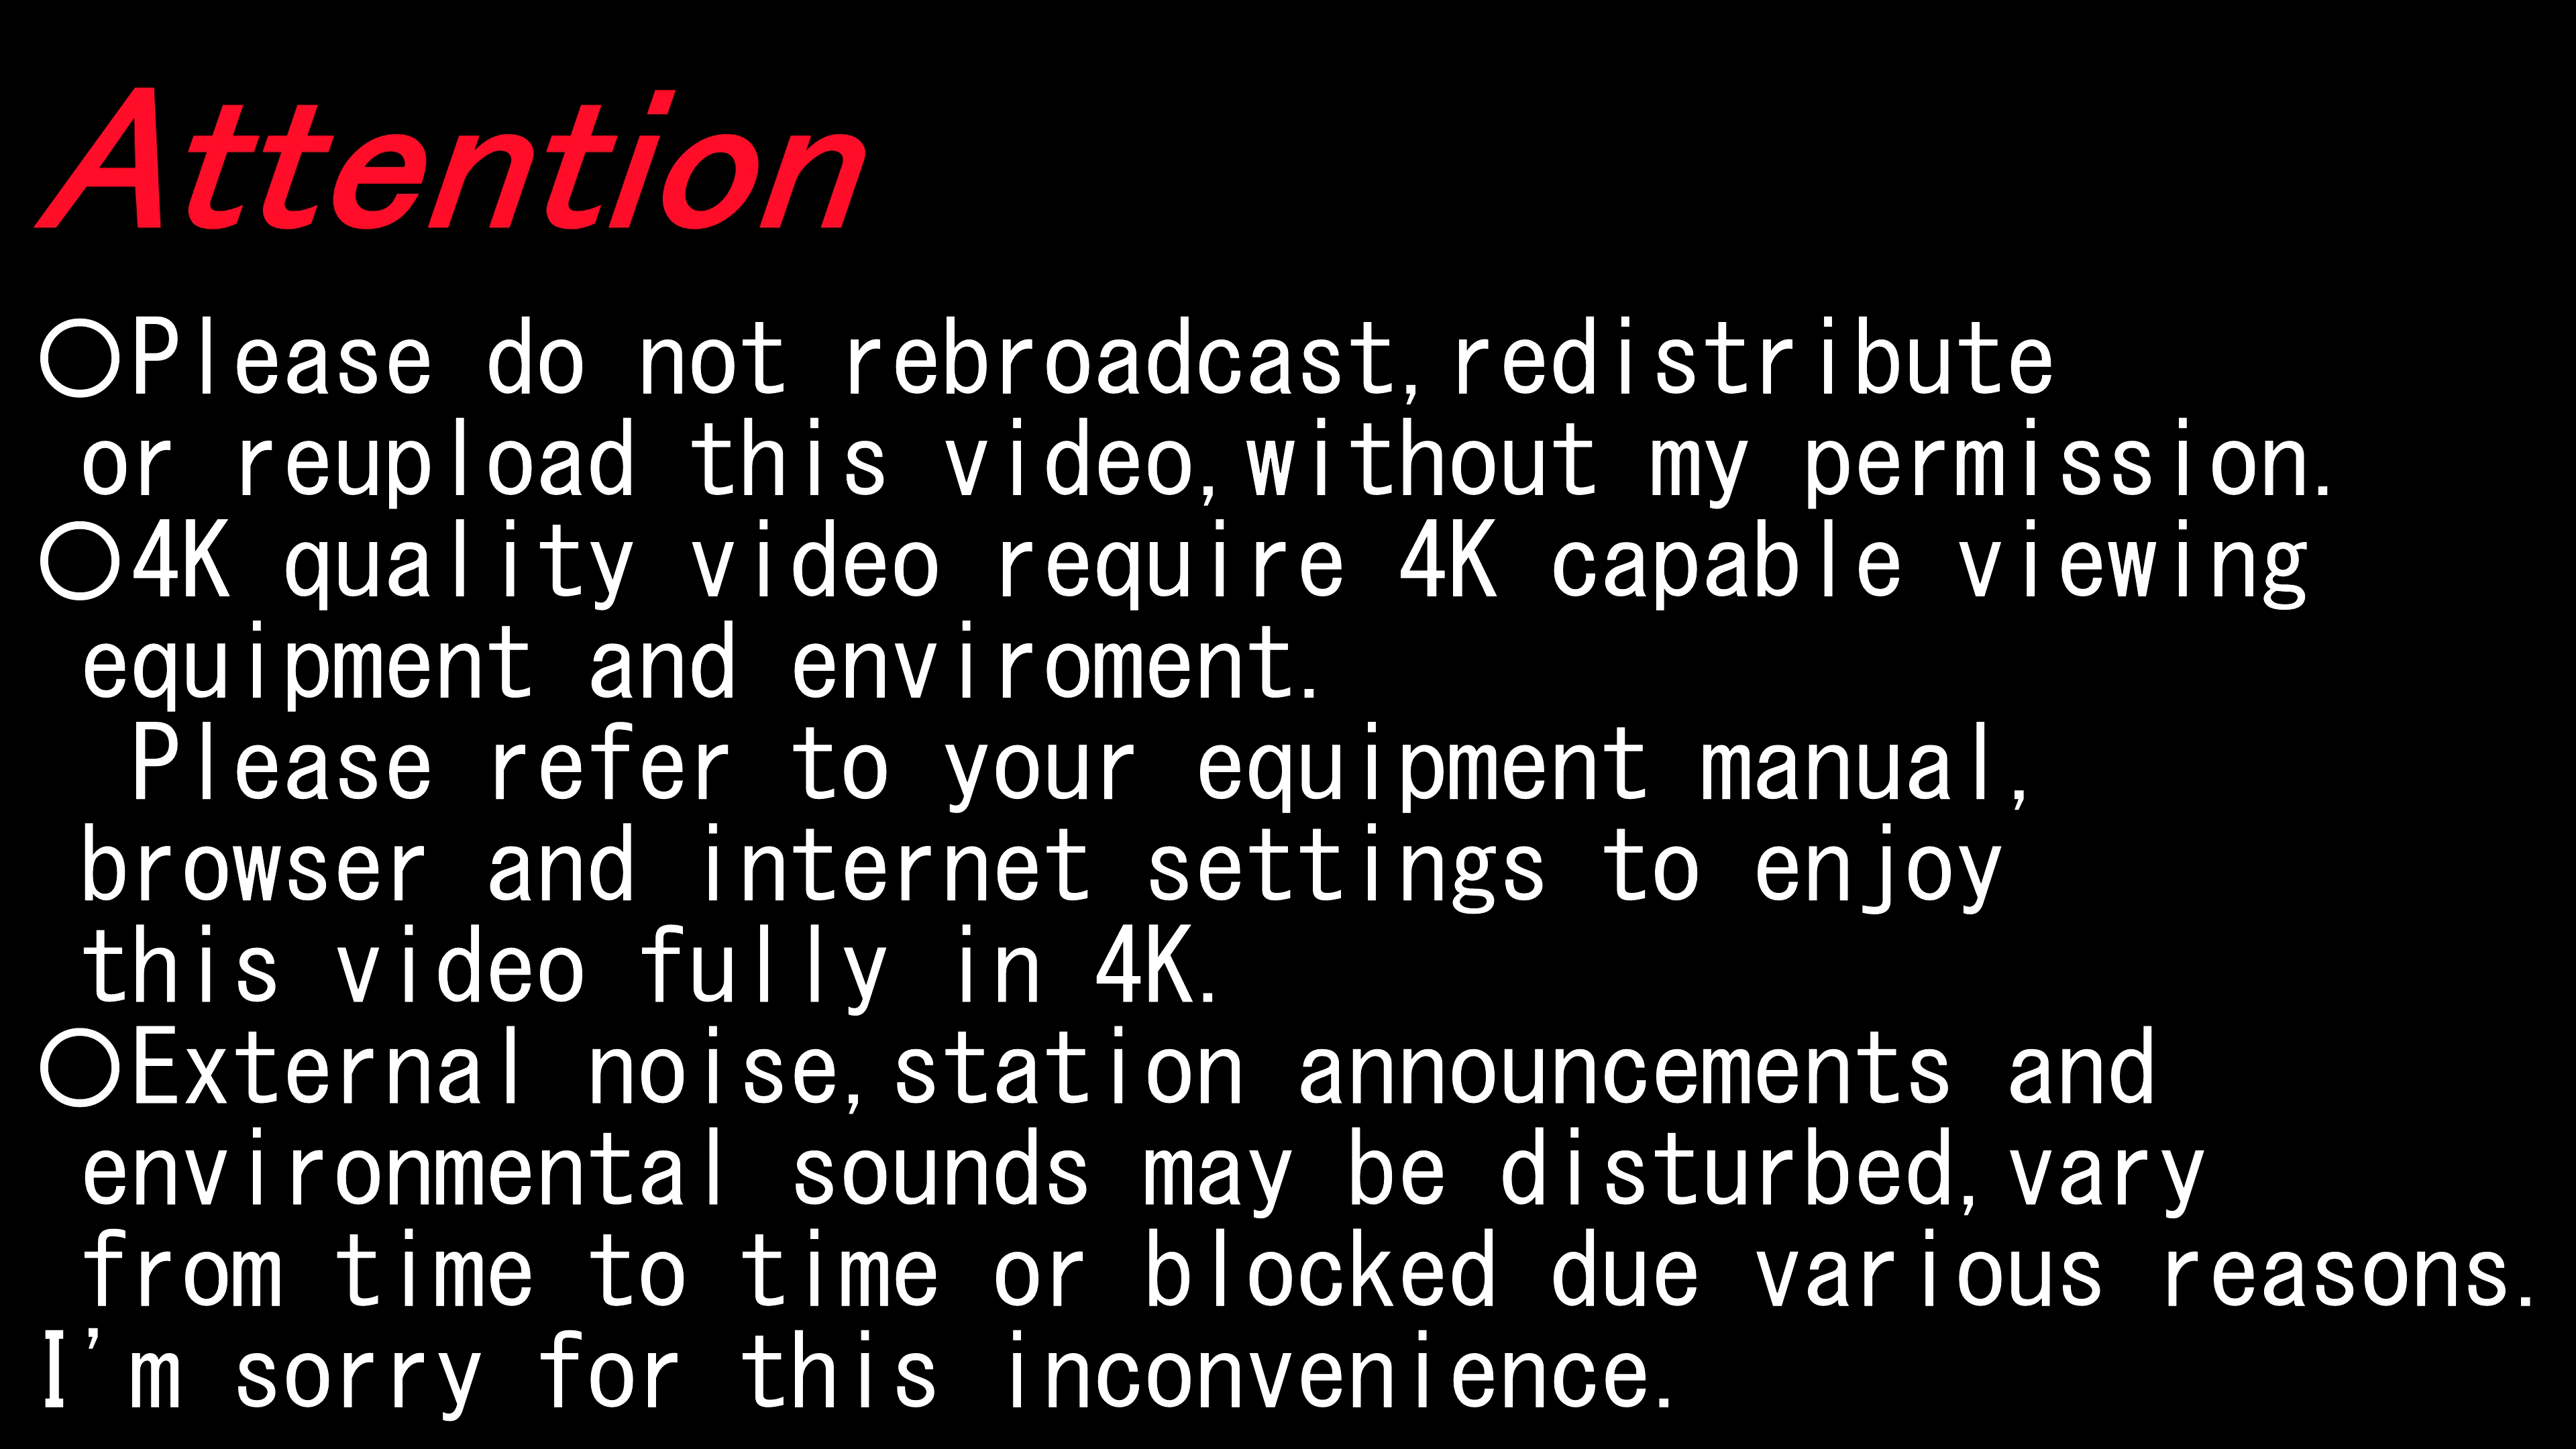 Attention
○Please do not rebroadcast,redistribute
or reupload this video,without my permission.
○4K quality video require 4K capable viewing
equipment and enviroment.
Please refer to your equipment manual,
browser and internet settings to enjoy
this video fully in 4K.
○External noise,station announcements and
environmental sounds may be disturbed,vary
from time to time or blocked due various reasons.
I'm sorry for this inconvenience.